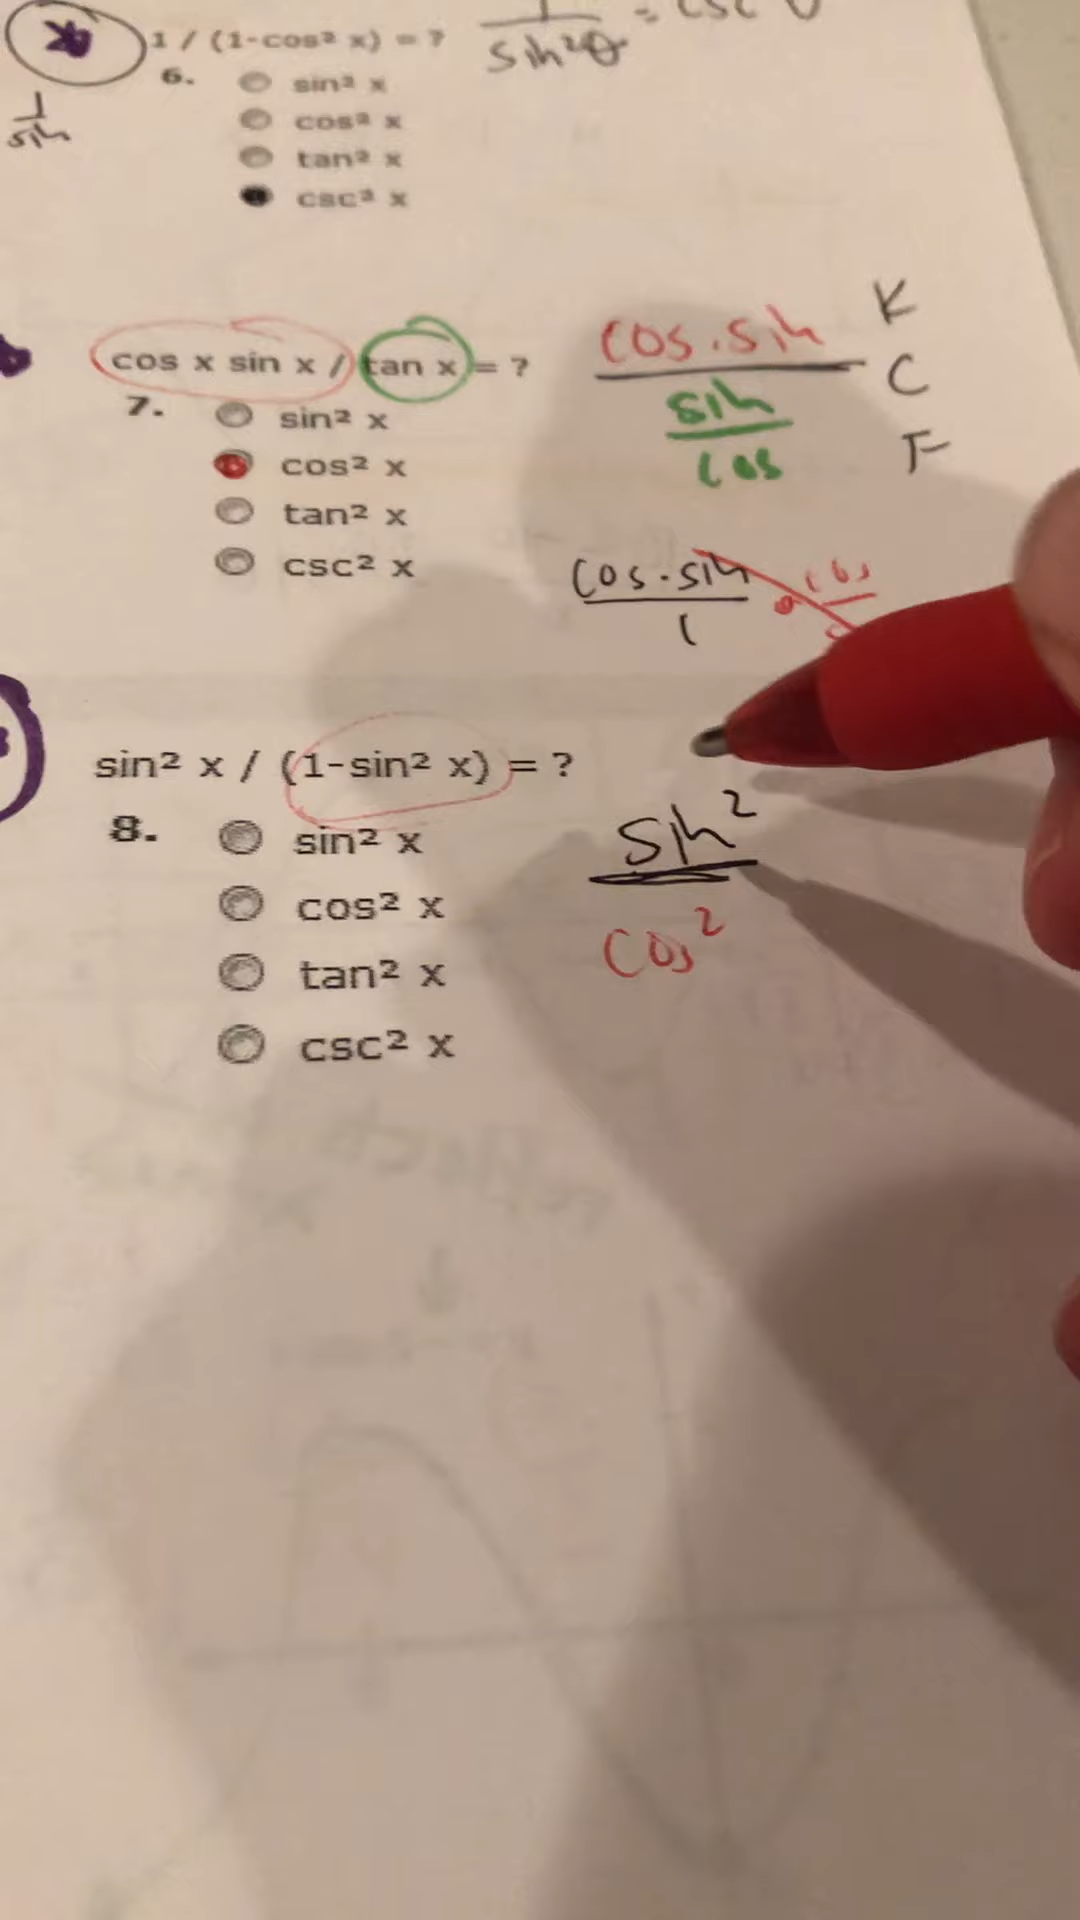 1 / (1-cos² x) = ?
1
sin²θ
= csc
6.
sin² x
cos² x
tan² x
csc² x
1
sin
cos x sin x / tan x = ?
7.
sin² x
cos² x
tan² x
csc² x
cos.sin
sin
cos
K
C
F
cos.sin
1
cos
sin² x / (1-sin² x) = ?
8.
sin² x
cos² x
tan² x
csc² x
sin²
cos²